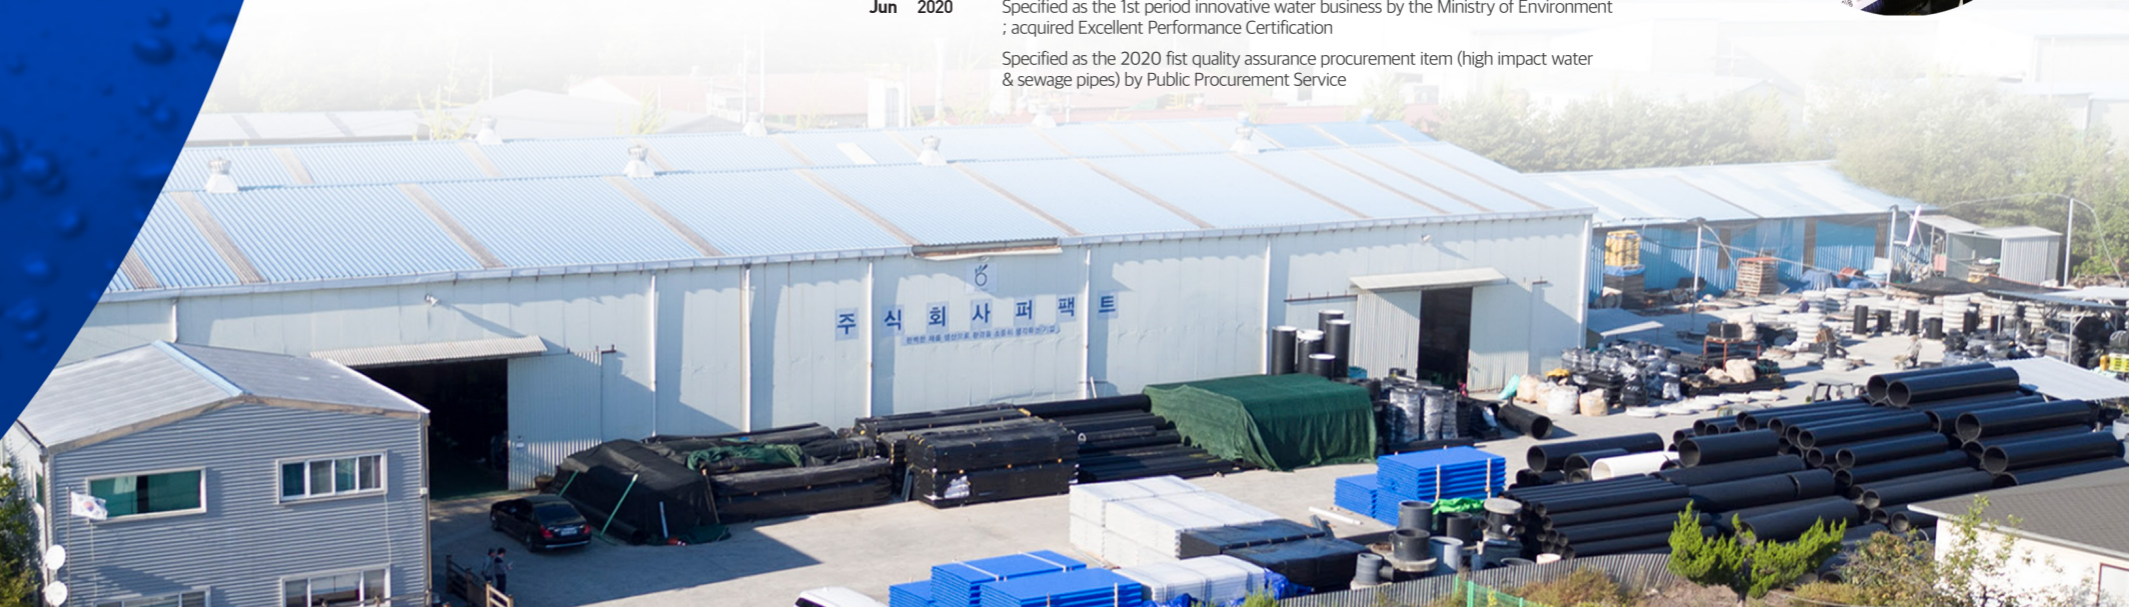 Jun 2020 Specified as the 1st period innovative water business by the Ministry of Environment
; acquired Excellent Performance Certification
Specified as the 2020 fist quality assurance procurement item (high impact water
& sewage pipes) by Public Procurement Service
주식회사퍼팩트